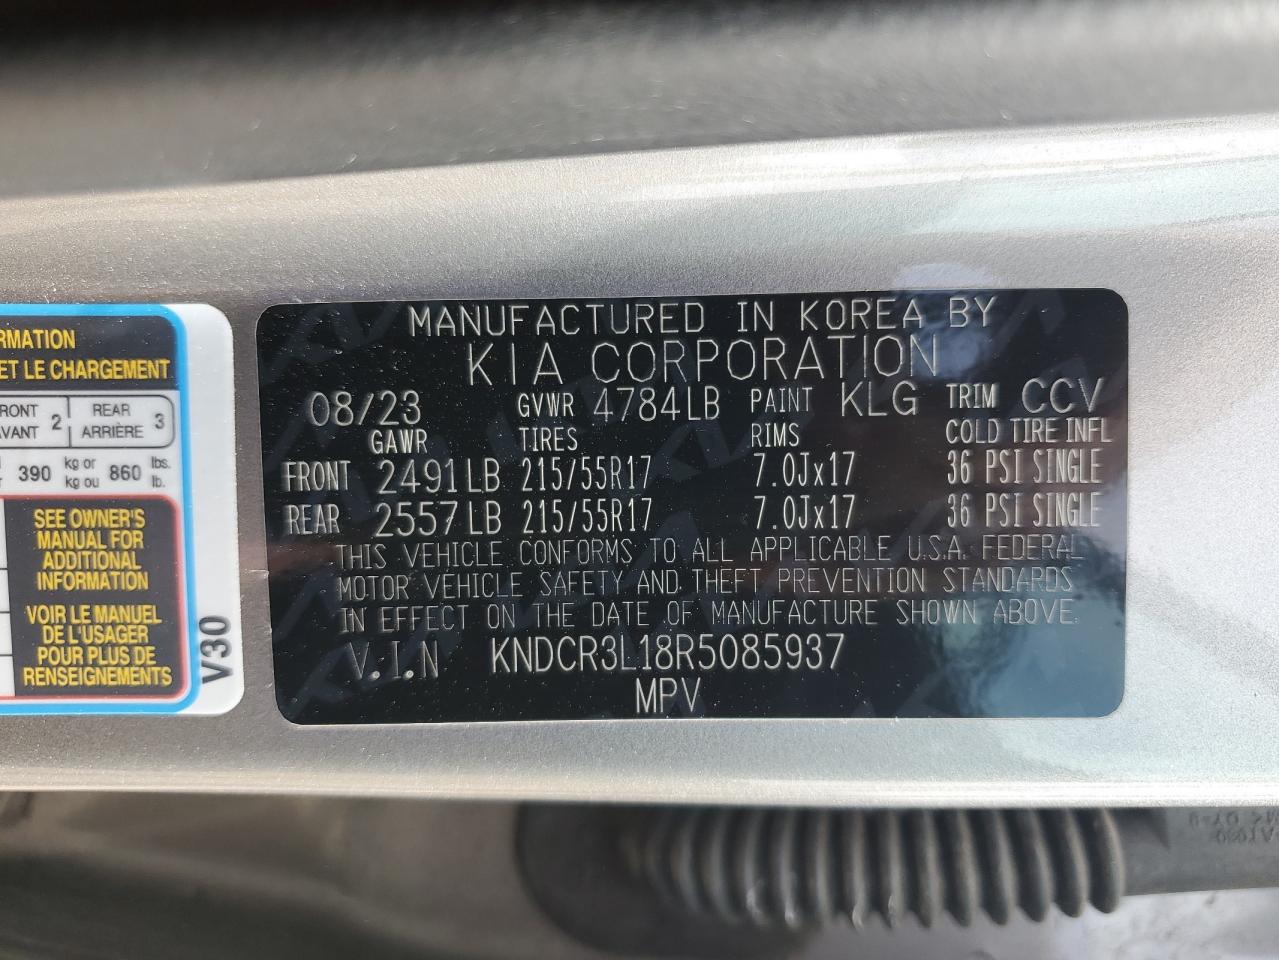 RMATION
ET LE CHARGEMENT
RONT
AVANT 2
REAR
ARRIÈRE 3
390 kg or
kg ou 860 lbs.
lb.
SEE OWNER'S
MANUAL FOR
ADDITIONAL
INFORMATION
VOIR LE MANUEL
DE L'USAGER
POUR PLUS DE
RENSEIGNEMENTS
V30
MANUFACTURED IN KOREA BY
KIA CORPORATION
08/23 GVWR 4784LB PAINT KLG TRIM CCV
GAWR TIRES RIMS COLD TIRE INFL
FRONT 2491LB 215/55R17 7.0Jx17 36 PSI SINGLE
REAR 2557LB 215/55R17 7.0Jx17 36 PSI SINGLE
THIS VEHICLE CONFORMS TO ALL APPLICABLE U.S.A. FEDERAL
MOTOR VEHICLE SAFETY AND THEFT PREVENTION STANDARDS
IN EFFECT ON THE DATE OF MANUFACTURE SHOWN ABOVE.
V.I.N KNDCR3L18R5085937
MPV